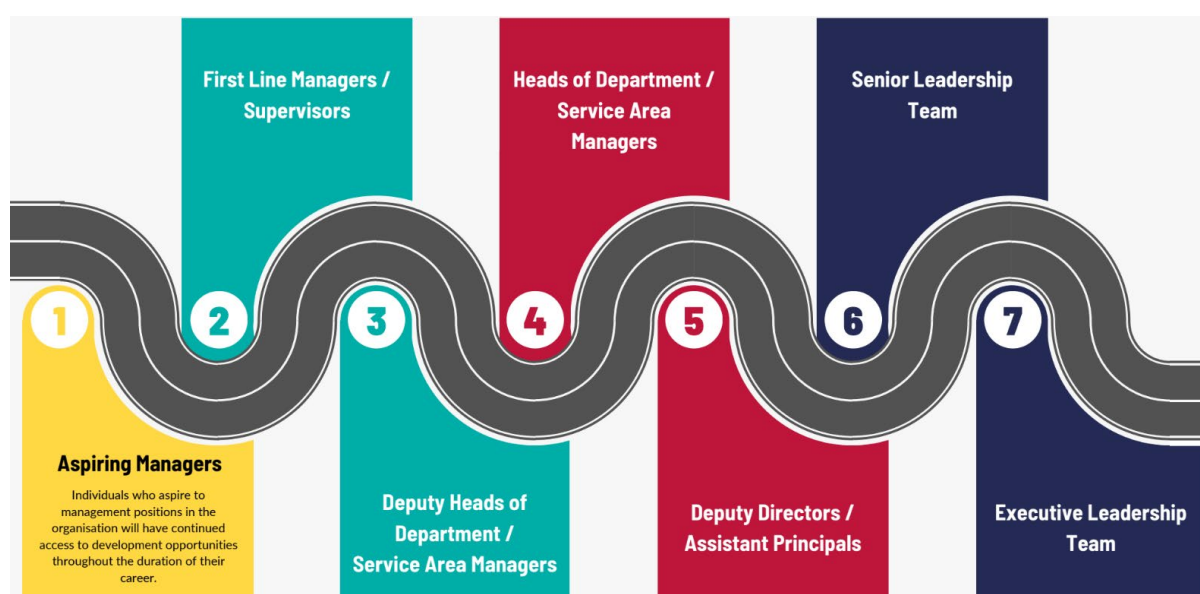 1
Aspiring Managers
Individuals who aspire to
management positions in the
organisation will have continued
access to development opportunities
throughout the duration of their
career.
2
First Line Managers /
Supervisors
3
Deputy Heads of
Department /
Service Area Managers
4
Heads of Department /
Service Area
Managers
5
Deputy Directors /
Assistant Principals
6
Senior Leadership
Team
7
Executive Leadership
Team